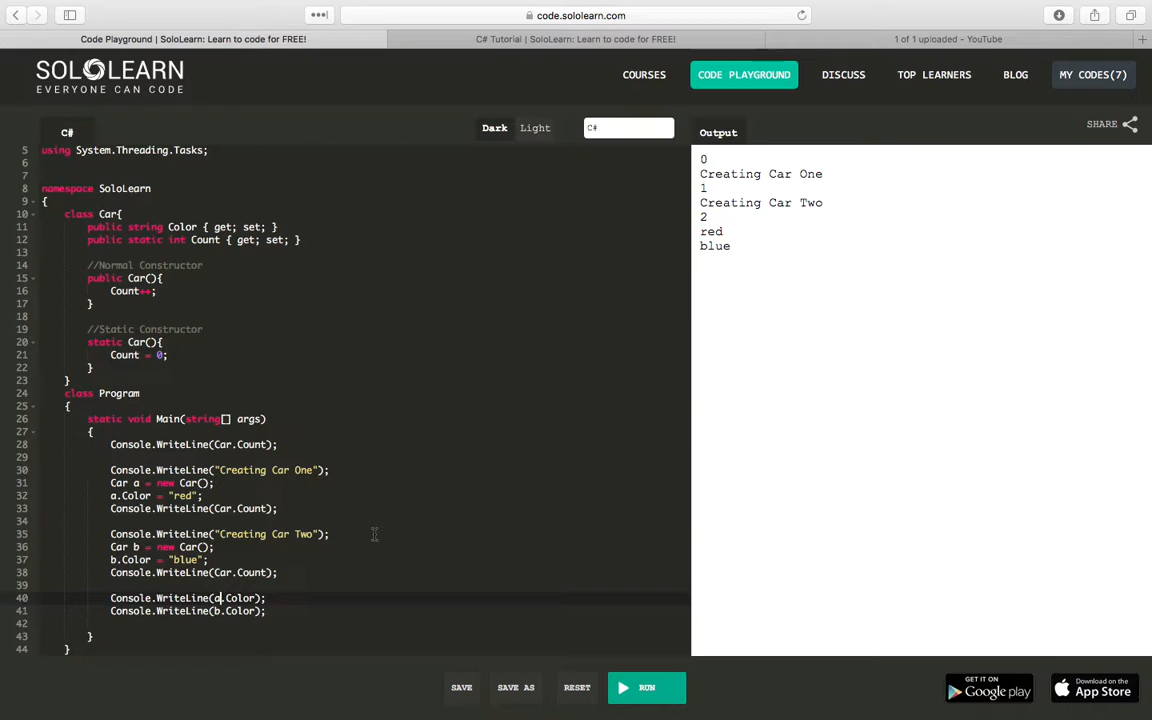 code.sololearn.com
Code Playground | SoloLearn: Learn to code for FREE!
C# Tutorial | SoloLearn: Learn to code for FREE!
1 of 1 uploaded - YouTube
SOLOLEARN
EVERYONE CAN CODE
COURSES
CODE PLAYGROUND
DISCUSS
TOP LEARNERS
BLOG
MY CODES(7)
C#
Dark
Light
C#
Output
SHARE
5 using System.Threading.Tasks;
6
7
8 namespace SoloLearn
9 {
10 class Car{
11 public string Color { get; set; }
12 public static int Count { get; set; }
13
14 //Normal Constructor
15 public Car(){
16 Count++;
17 }
18
19 //Static Constructor
20 static Car(){
21 Count = 0;
22 }
23 }
24 class Program
25 {
26 static void Main(string[] args)
27 {
28 Console.WriteLine(Car.Count);
29
30 Console.WriteLine("Creating Car One");
31 Car a = new Car();
32 a.Color = "red";
33 Console.WriteLine(Car.Count);
34
35 Console.WriteLine("Creating Car Two");
36 Car b = new Car();
37 b.Color = "blue";
38 Console.WriteLine(Car.Count);
39
40 Console.WriteLine(a.Color);
41 Console.WriteLine(b.Color);
42
43 }
44 }
0
Creating Car One
1
Creating Car Two
2
red
blue
SAVE
SAVE AS
RESET
RUN
GET IT ON
Google play
Download on the
App Store